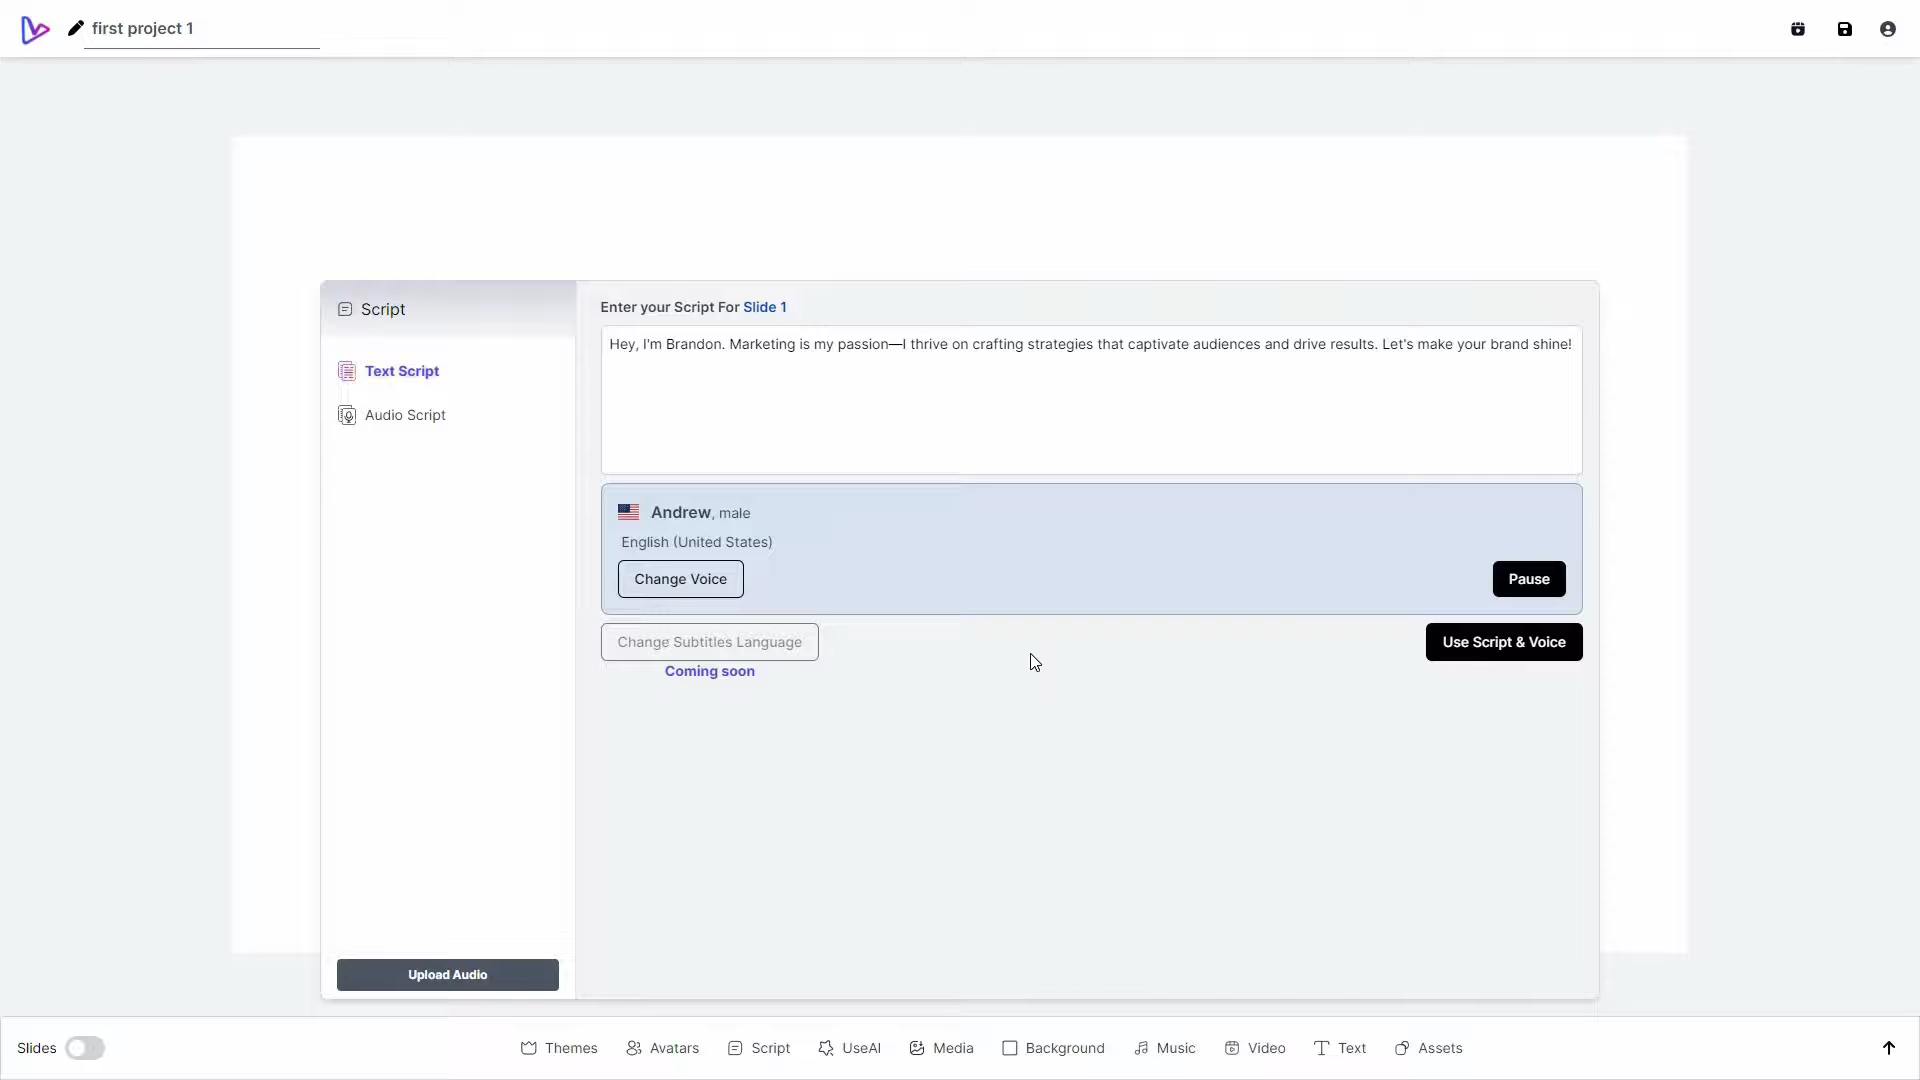 first project 1
Script
Text Script
Audio Script
Upload Audio
Enter your Script For Slide 1
Hey, I'm Brandon. Marketing is my passion—I thrive on crafting strategies that captivate audiences and drive results. Let's make your brand shine!
Andrew, male
English (United States)
Change Voice
Pause
Change Subtitles Language
Use Script & Voice
Coming soon
Slides
Themes
Avatars
Script
UseAI
Media
Background
Music
Video
Text
Assets